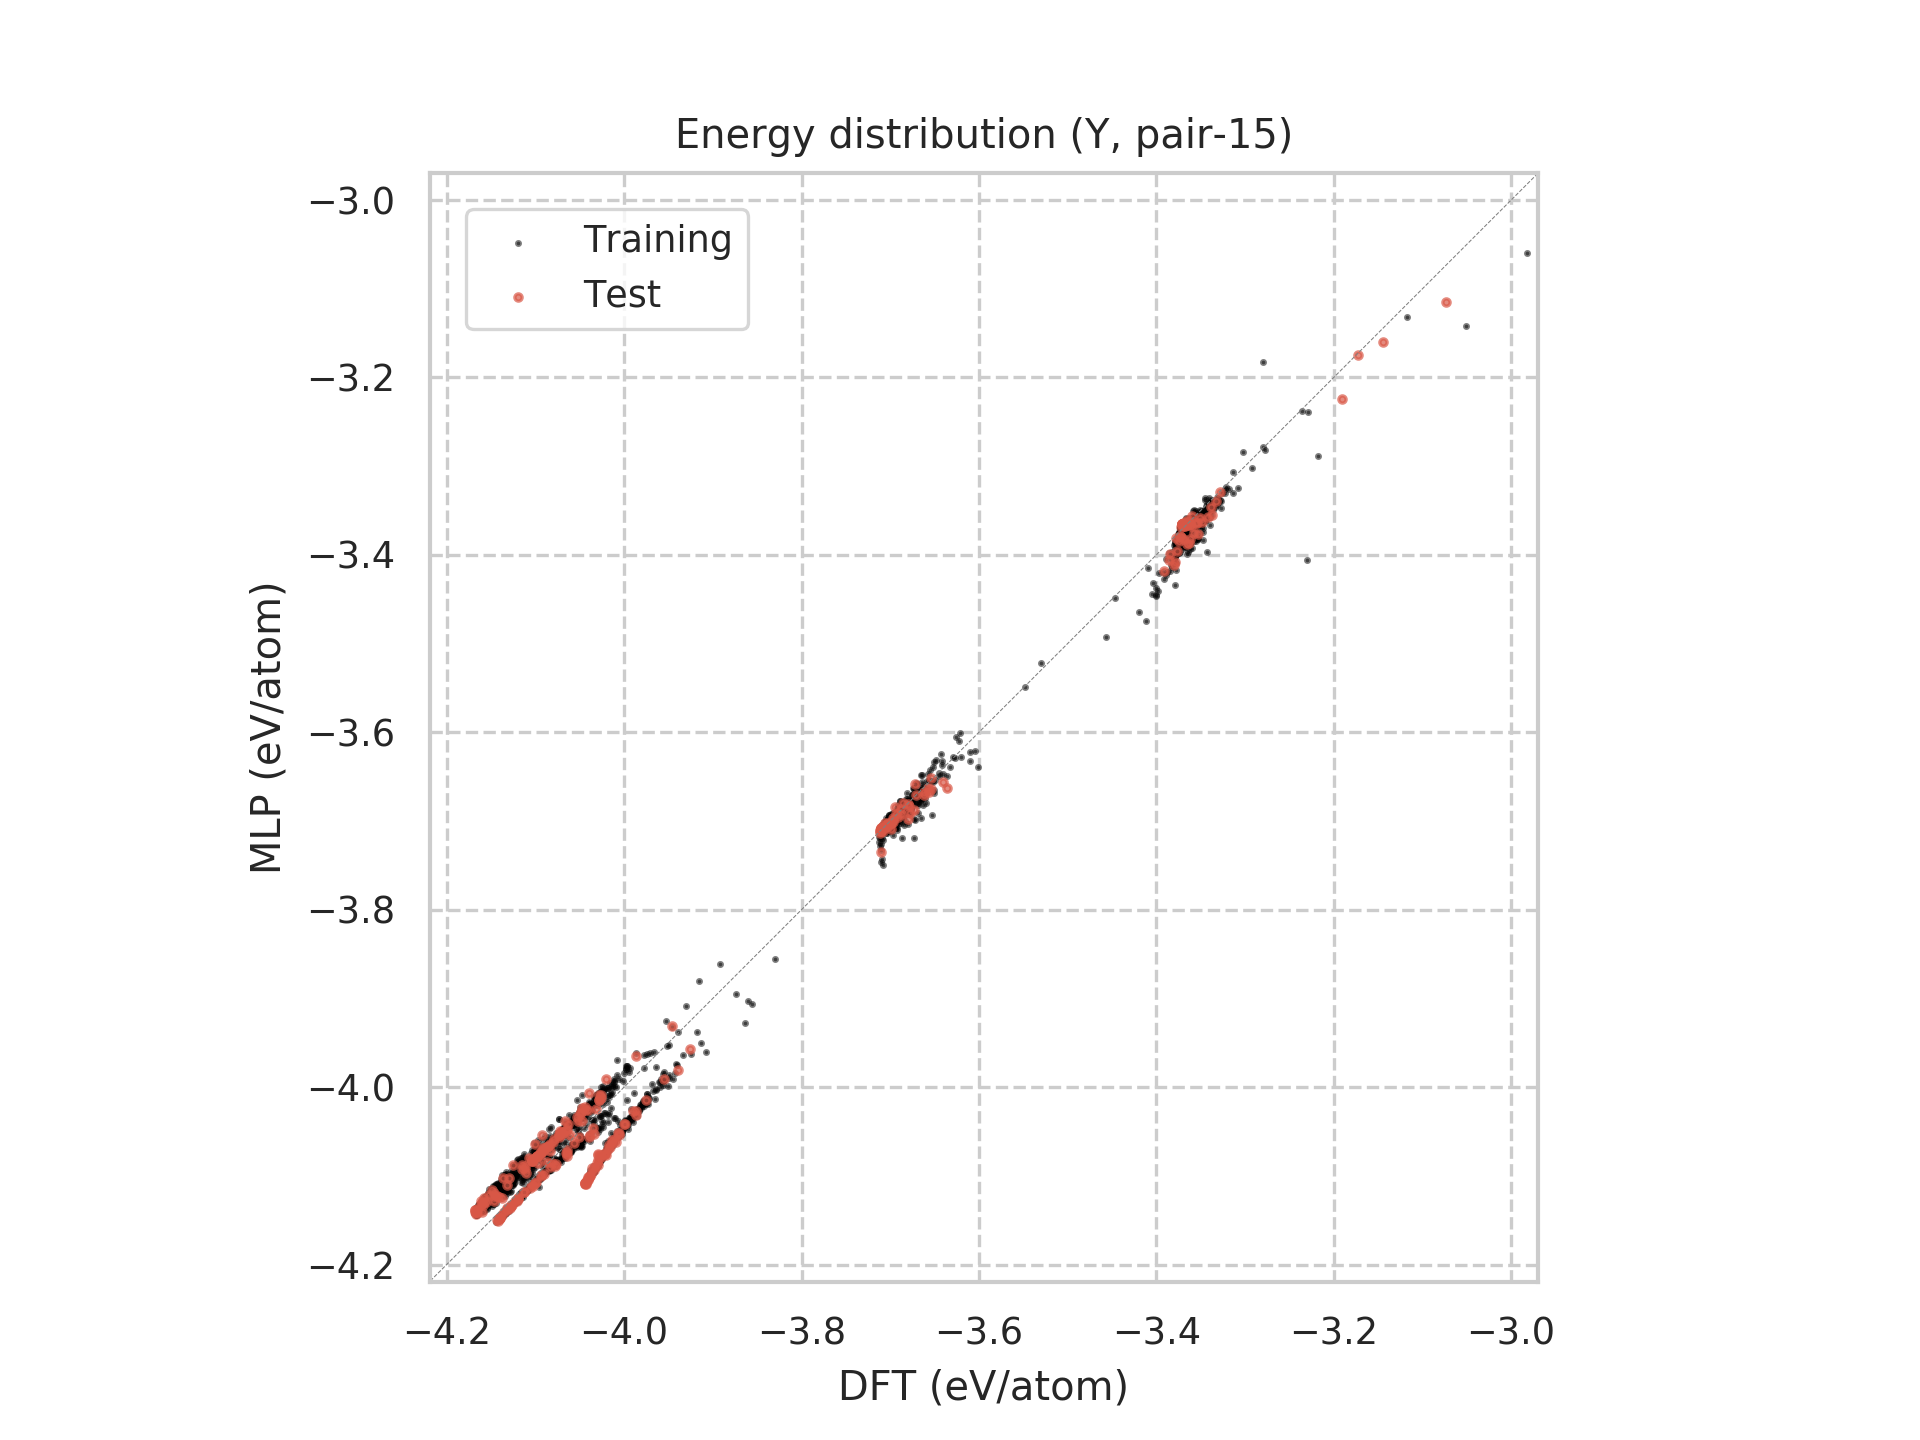 Energy distribution (Y, pair-15)
Training
Test
−3.0
−3.2
−3.4
−3.6
−3.8
−4.0
−4.2
MLP (eV/atom)
−4.2 −4.0 −3.8 −3.6 −3.4 −3.2 −3.0
DFT (eV/atom)